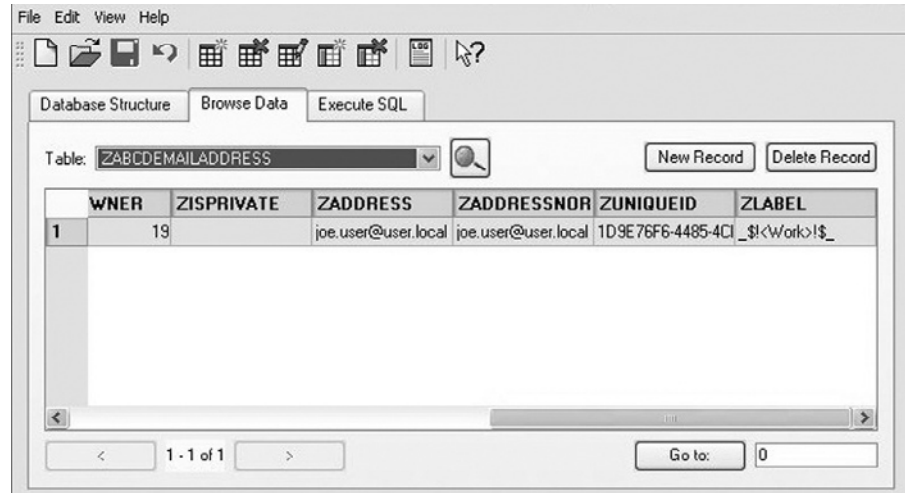 File Edit View Help
LOG
Database Structure Browse Data Execute SQL
Table: ZABCDEMAILADDRESS New Record Delete Record
WNER ZISPRIVATE ZADDRESS ZADDRESSNOR ZUNIQUEID ZLABEL
1 19 joe.user@user.local joe.user@user.local 1D9E76F6-4485-4CI _$!<Work>!$_
< 1 - 1 of 1 > Go to: 0